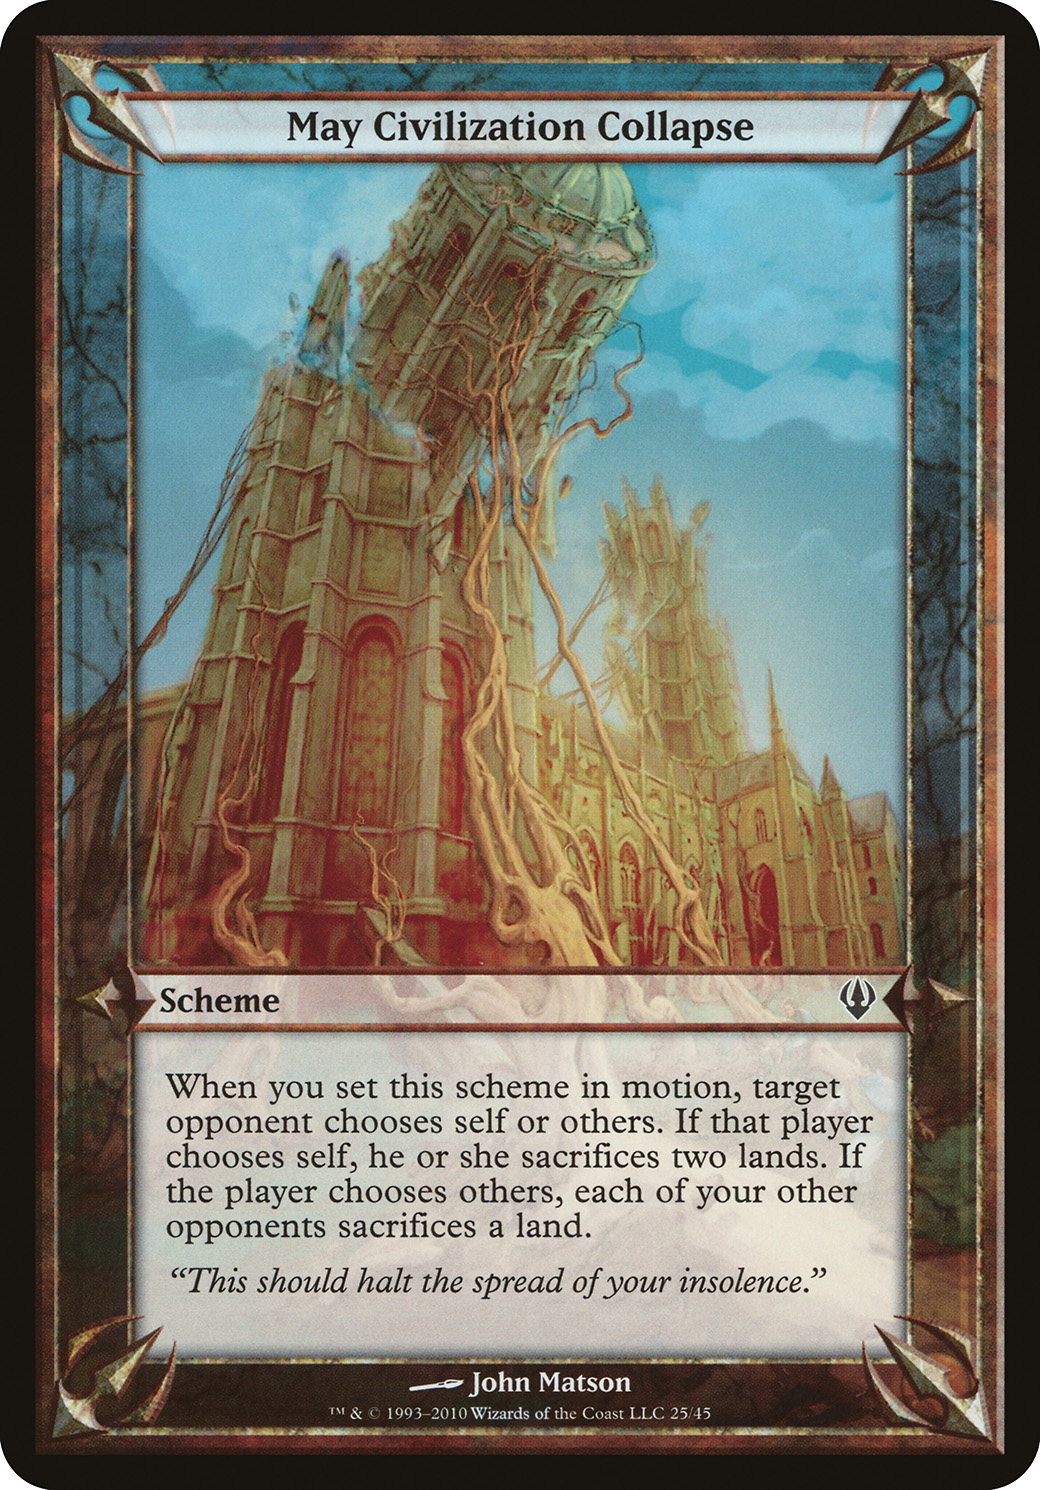 May Civilization Collapse
Scheme
When you set this scheme in motion, target
opponent chooses self or others. If that player
chooses self, he or she sacrifices two lands. If
the player chooses others, each of your other
opponents sacrifices a land.
“This should halt the spread of your insolence.”
John Matson
™ & © 1993–2010 Wizards of the Coast LLC 25/45